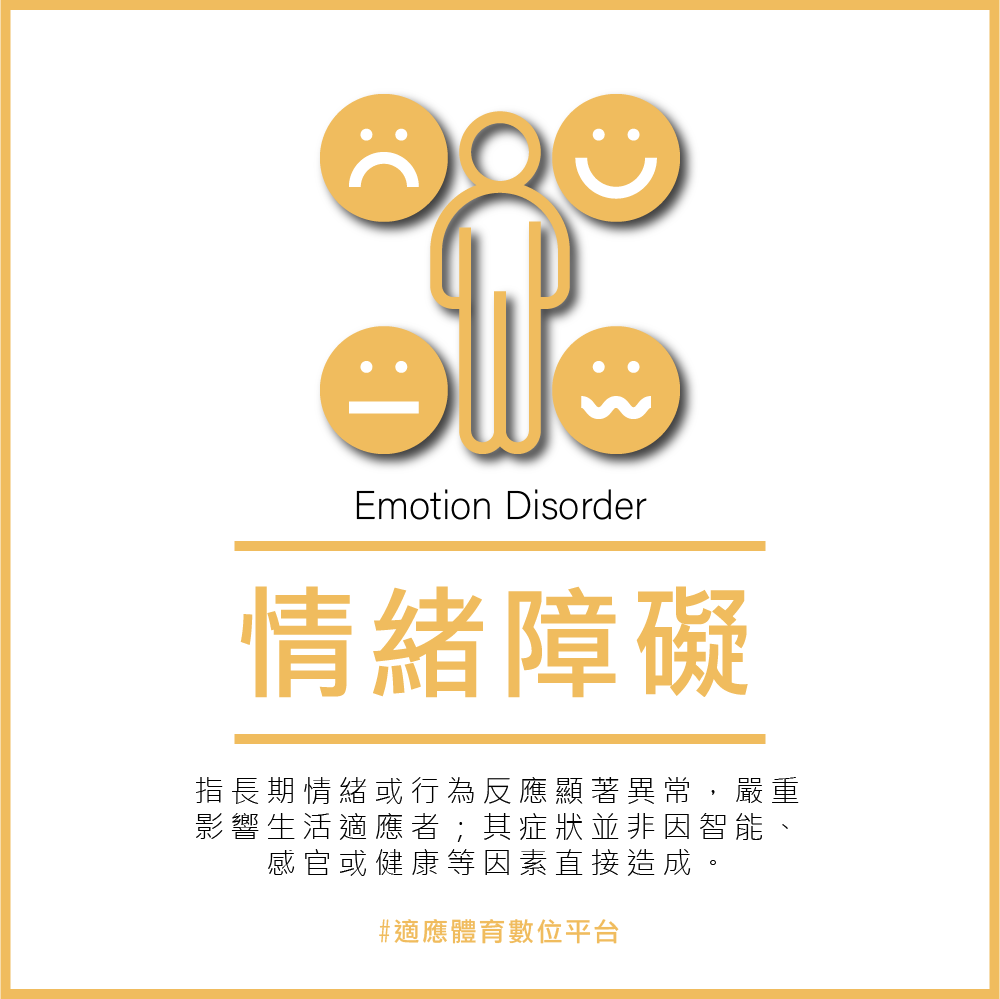 Emotion Disorder
情緒障礙
指長期情緒或行為反應顯著異常，嚴重
影響生活適應者；其症狀並非因智能、
感官或健康等因素直接造成。
#適應體育數位平台